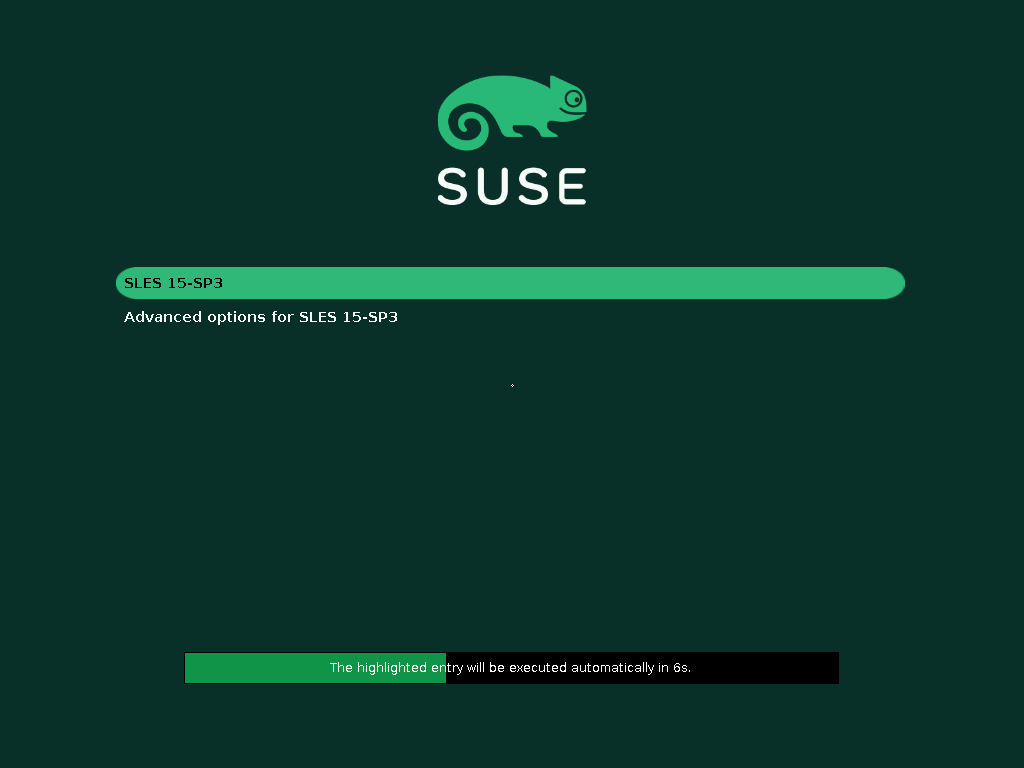 SUSE
SLES 15-SP3
Advanced options for SLES 15-SP3
The highlighted entry will be executed automatically in 6s.